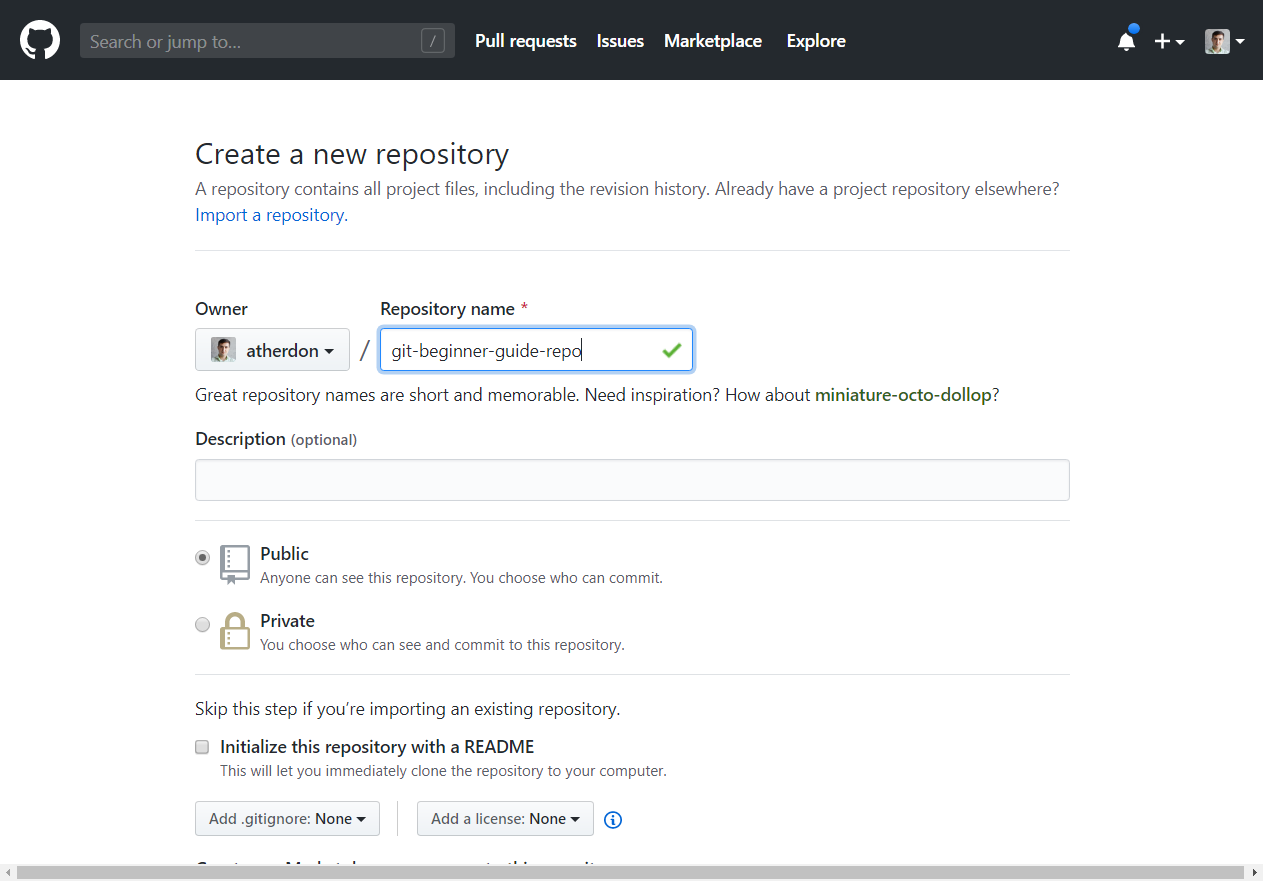 Search or jump to... /
Pull requests Issues Marketplace Explore
Create a new repository
A repository contains all project files, including the revision history. Already have a project repository elsewhere?
Import a repository.
Owner Repository name *
atherdon / git-beginner-guide-repo
Great repository names are short and memorable. Need inspiration? How about miniature-octo-dollop?
Description (optional)
Public
Anyone can see this repository. You choose who can commit.
Private
You choose who can see and commit to this repository.
Skip this step if you’re importing an existing repository.
Initialize this repository with a README
This will let you immediately clone the repository to your computer.
Add .gitignore: None Add a license: None